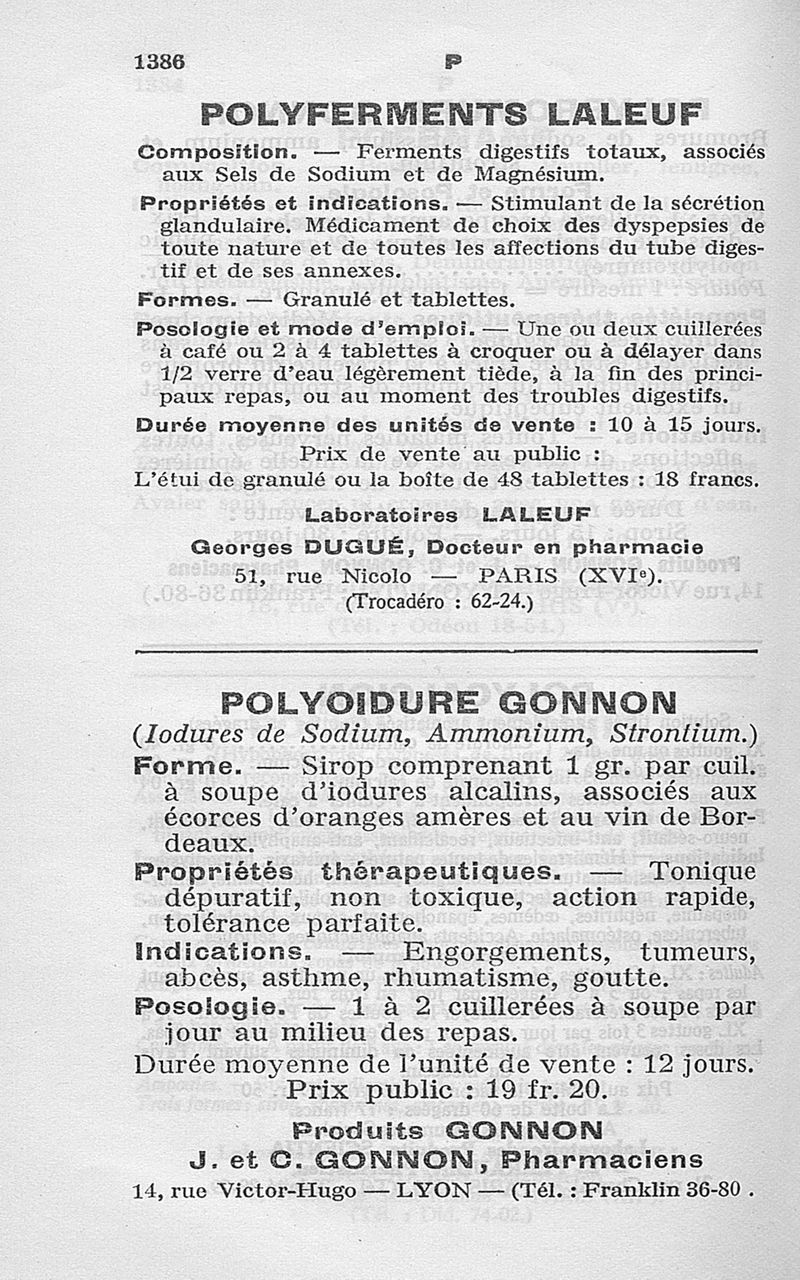 1386 P
POLYFERMENTS LALEUF
Composition. — Ferments digestifs totaux, associés
aux Sels de Sodium et de Magnésium.
Propriétés et indications. — Stimulant de la sécrétion
glandulaire. Médicament de choix des dyspepsies de
toute nature et de toutes les affections du tube diges-
tif et de ses annexes.
Formes. — Granulé et tablettes.
Posologie et mode d'emploi. — Une ou deux cuillerées
à café ou 2 à 4 tablettes à croquer ou à délayer dans
1/2 verre d'eau légèrement tiède, à la fin des princi-
paux repas, ou au moment des troubles digestifs.
Durée moyenne des unités de vente : 10 à 15 jours.
Prix de vente au public :
L'étui de granulé ou la boîte de 48 tablettes : 18 francs.
Laboratoires LALEUF
Georges DUGUÉ, Docteur en pharmacie
51, rue Nicolo — PARIS (XVIe).
(Trocadéro : 62-24.)
POLYOIDURE GONNON
(Iodures de Sodium, Ammonium, Strontium.)
Forme. — Sirop comprenant 1 gr. par cuil.
à soupe d'iodures alcalins, associés aux
écorces d'oranges amères et au vin de Bor-
deaux.
Propriétés thérapeutiques. — Tonique
dépuratif, non toxique, action rapide,
tolérance parfaite.
Indications. — Engorgements, tumeurs,
abcès, asthme, rhumatisme, goutte.
Posologie. — 1 à 2 cuillerées à soupe par
jour au milieu des repas.
Durée moyenne de l'unité de vente : 12 jours.
Prix public : 19 fr. 20.
Produits GONNON
J. et C. GONNON, Pharmaciens
14, rue Victor-Hugo — LYON — (Tél. : Franklin 36-80 .